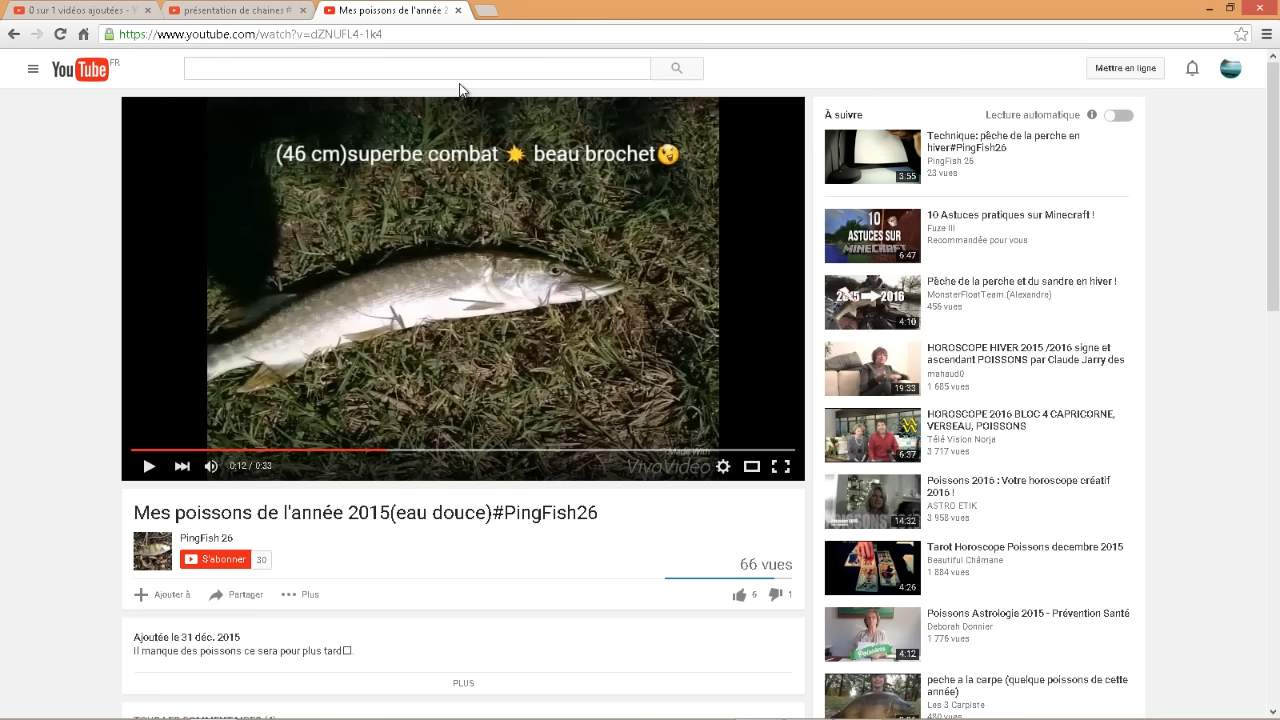 0 sur 1 vidéos ajoutées - Y
présentation de chaines #
Mes poissons de l'année 2
https://www.youtube.com/watch?v=dZNUFL4-1k4
YouTube FR
Mettre en ligne
(46 cm)superbe combat beau brochet
Made With
VivaVideo
0:12 / 0:33
Mes poissons de l'année 2015(eau douce)#PingFish26
PingFish 26
S'abonner 30
66 vues
Ajouter à Partager Plus 6 1
Ajoutée le 31 déc. 2015
Il manque des poissons ce sera pour plus tard□.
PLUS
TOUS LES COMMENTAIRES (4)
À suivre
Lecture automatique
Technique: pêche de la perche en
hiver#PingFish26
PingFish 26
23 vues
3:55
10 Astuces pratiques sur Minecraft !
Fuze III
Recommandée pour vous
10
ASTUCES SUR
MINECRAFT
6:47
Pêche de la perche et du sandre en hiver !
MonsterFloatTeam.(Alexandre)
456 vues
2015 2016
4:10
HOROSCOPE HIVER 2015 /2016 signe et
ascendant POISSONS par Claude Jarry des
mahaud0
1 685 vues
19:33
HOROSCOPE 2016 BLOC 4 CAPRICORNE,
VERSEAU, POISSONS
Télé Vision Norja
3 717 vues
6:37
Poissons 2016 : Votre horoscope créatif
2016 !
ASTRO ETIK
3 958 vues
POISSONS
14:32
Tarot Horoscope Poissons decembre 2015
Beautiful Châmane
1 884 vues
4:26
Poissons Astrologie 2015 - Prévention Santé
Deborah Donnier
1 776 vues
Poissons
4:12
peche a la carpe (quelque poissons de cette
année)
Les 3 Carpiste
480 vues